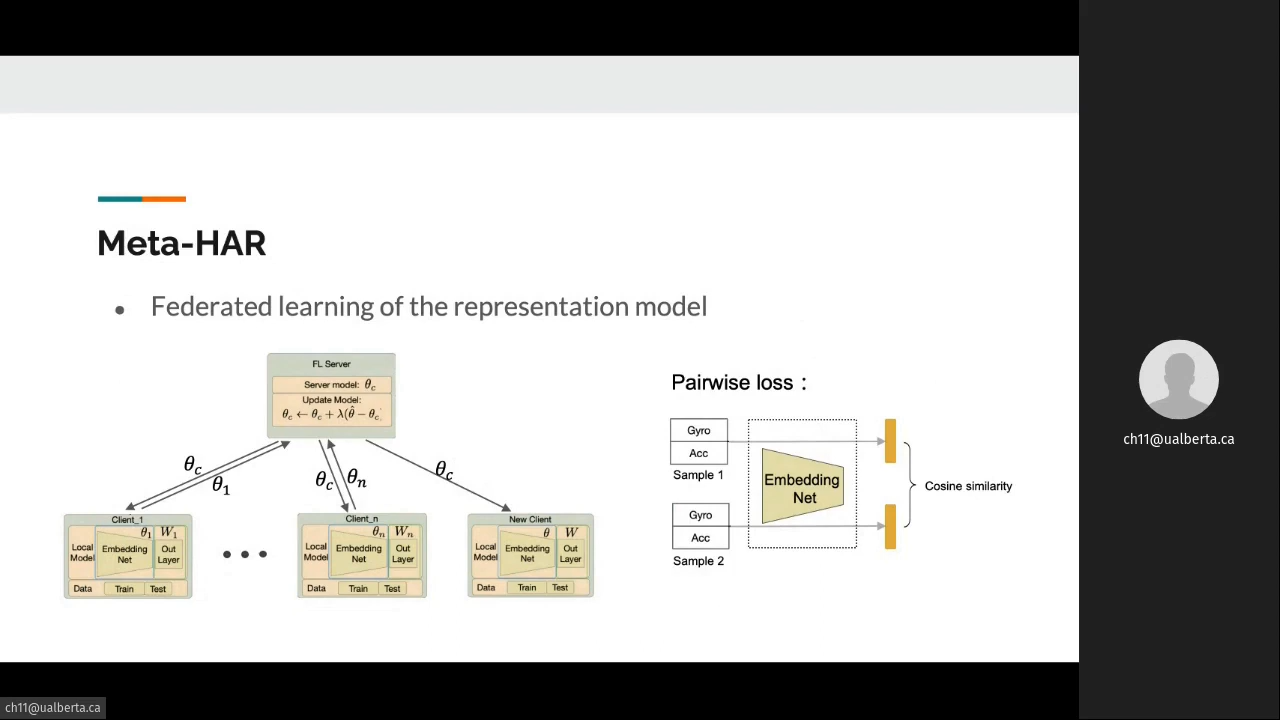 Meta-HAR
● Federated learning of the representation model
FL Server
Server model: θc
Update Model:
θc ← θc + λ(θ̂ − θc)
θc
θ1
θc
θn
θc
Client_1
θ1 W1
Local Model
Embedding Net
Out Layer
Data
Train
Test
● ● ●
Client_n
θn Wn
Local Model
Embedding Net
Out Layer
Data
Train
Test
New Client
θ W
Local Model
Embedding Net
Out Layer
Data
Train
Test
Pairwise loss：
Gyro
Acc
Sample 1
Gyro
Acc
Sample 2
Embedding
Net
Cosine similarity
ch11@ualberta.ca
ch11@ualberta.ca